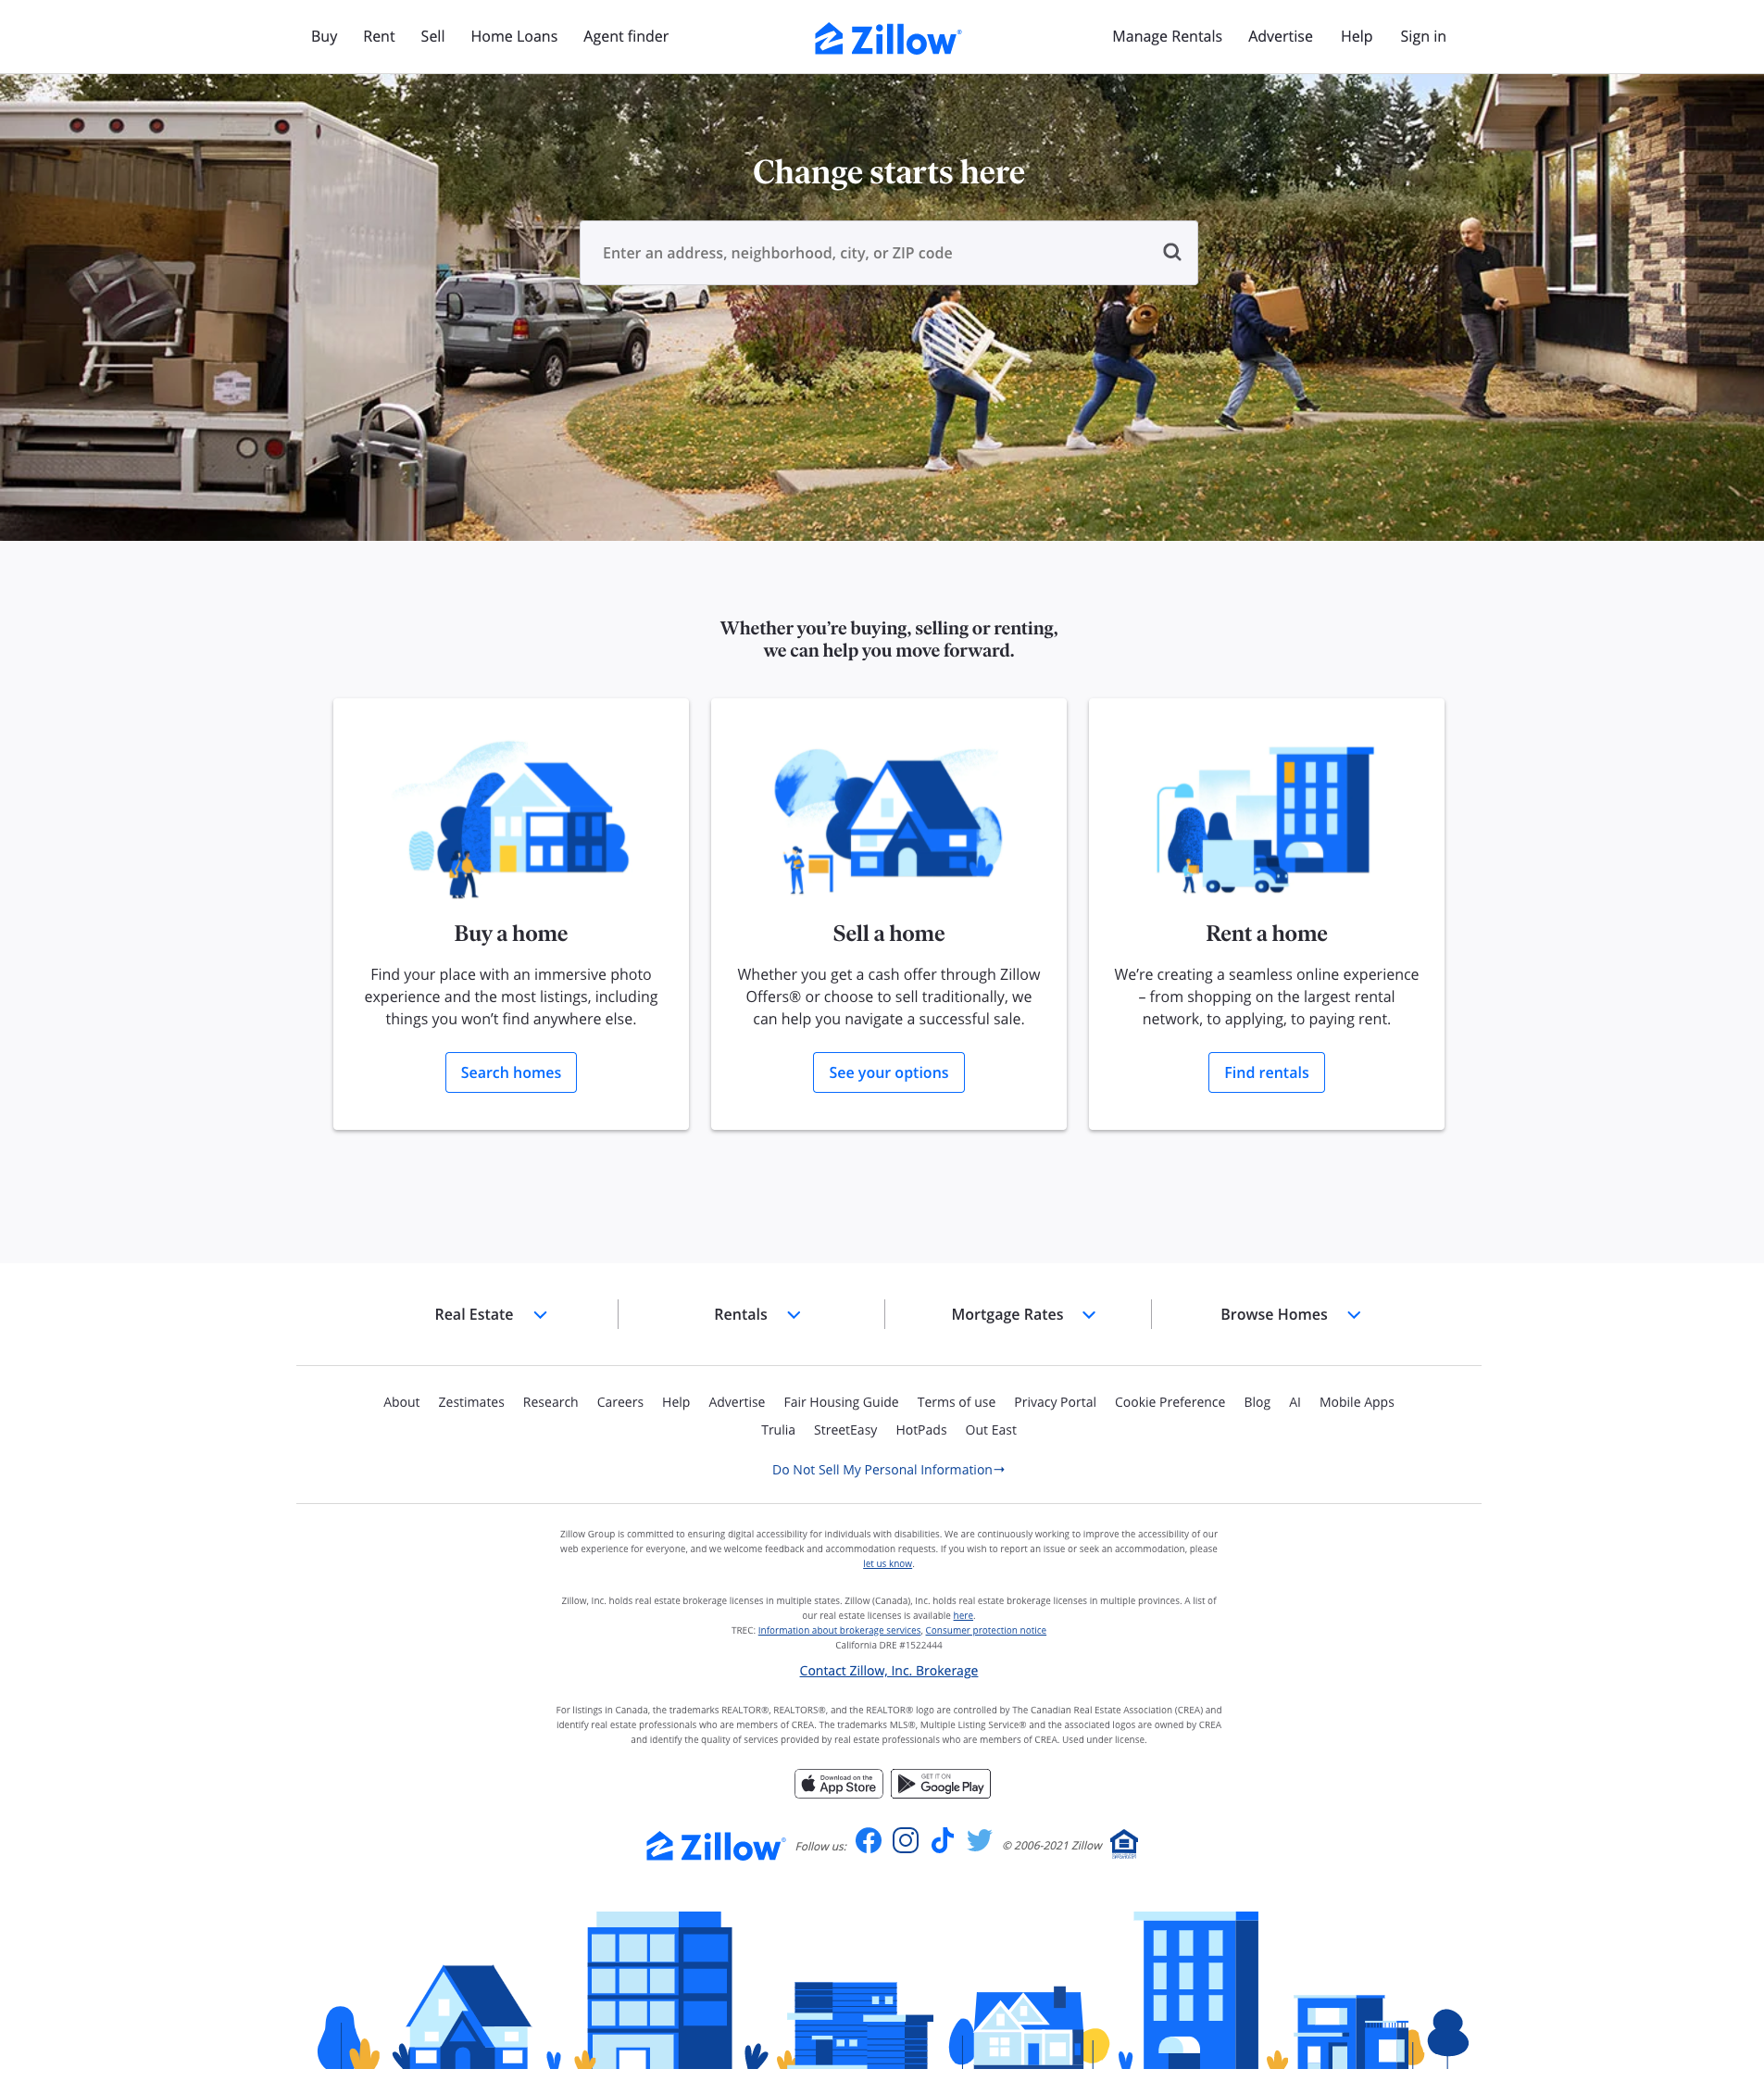 Buy Rent Sell Home Loans Agent finder Zillow® Manage Rentals Advertise Help Sign in
Change starts here
Enter an address, neighborhood, city, or ZIP code
Whether you’re buying, selling or renting,
we can help you move forward.
Buy a home
Find your place with an immersive photo
experience and the most listings, including
things you won’t find anywhere else.
Search homes
Sell a home
Whether you get a cash offer through Zillow
Offers® or choose to sell traditionally, we
can help you navigate a successful sale.
See your options
Rent a home
We’re creating a seamless online experience
– from shopping on the largest rental
network, to applying, to paying rent.
Find rentals
Real Estate Rentals Mortgage Rates Browse Homes
About Zestimates Research Careers Help Advertise Fair Housing Guide Terms of use Privacy Portal Cookie Preference Blog AI Mobile Apps
Trulia StreetEasy HotPads Out East
Do Not Sell My Personal Information→
Zillow Group is committed to ensuring digital accessibility for individuals with disabilities. We are continuously working to improve the accessibility of our
web experience for everyone, and we welcome feedback and accommodation requests. If you wish to report an issue or seek an accommodation, please
let us know.
Zillow, Inc. holds real estate brokerage licenses in multiple states. Zillow (Canada), Inc. holds real estate brokerage licenses in multiple provinces. A list of
our real estate licenses is available here.
TREC: Information about brokerage services, Consumer protection notice
California DRE #1522444
Contact Zillow, Inc. Brokerage
For listings in Canada, the trademarks REALTOR®, REALTORS®, and the REALTOR® logo are controlled by The Canadian Real Estate Association (CREA) and
identify real estate professionals who are members of CREA. The trademarks MLS®, Multiple Listing Service® and the associated logos are owned by CREA
and identify the quality of services provided by real estate professionals who are members of CREA. Used under license.
Download on the
App Store
GET IT ON
Google Play
Zillow® Follow us: © 2006-2021 Zillow